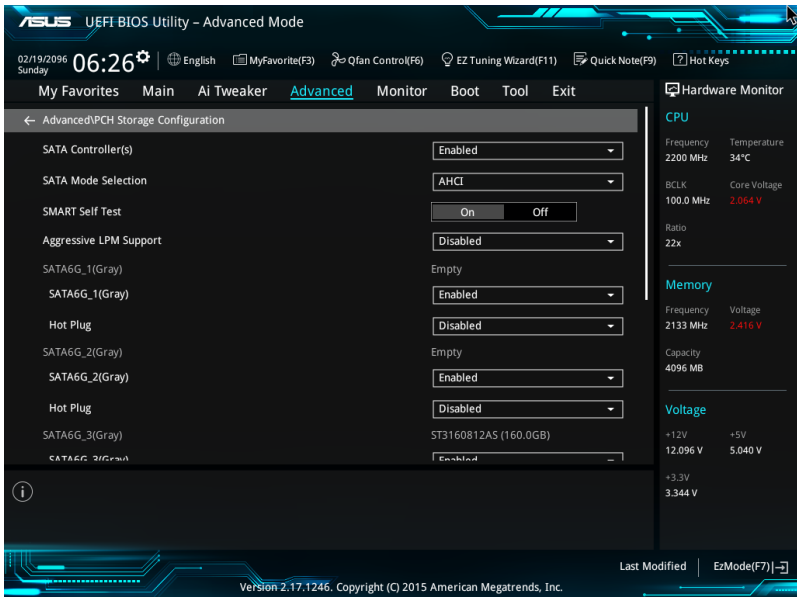 ASUS UEFI BIOS Utility – Advanced Mode
02/19/2096 Sunday 06:26 English MyFavorite(F3) Qfan Control(F6) EZ Tuning Wizard(F11) Quick Note(F9) ? Hot Keys
My Favorites Main Ai Tweaker Advanced Monitor Boot Tool Exit
Hardware Monitor
← Advanced\PCH Storage Configuration
SATA Controller(s) Enabled
SATA Mode Selection AHCI
SMART Self Test On Off
Aggressive LPM Support Disabled
SATA6G_1(Gray) Empty
SATA6G_1(Gray) Enabled
Hot Plug Disabled
SATA6G_2(Gray) Empty
SATA6G_2(Gray) Enabled
Hot Plug Disabled
SATA6G_3(Gray) ST3160812AS (160.0GB)
SATA6G_3(Gray) Enabled
CPU
Frequency Temperature
2200 MHz 34°C
BCLK Core Voltage
100.0 MHz 2.064 V
Ratio
22x
Memory
Frequency Voltage
2133 MHz 2.416 V
Capacity
4096 MB
Voltage
+12V +5V
12.096 V 5.040 V
+3.3V
3.344 V
i
Last Modified EzMode(F7)
Version 2.17.1246. Copyright (C) 2015 American Megatrends, Inc.